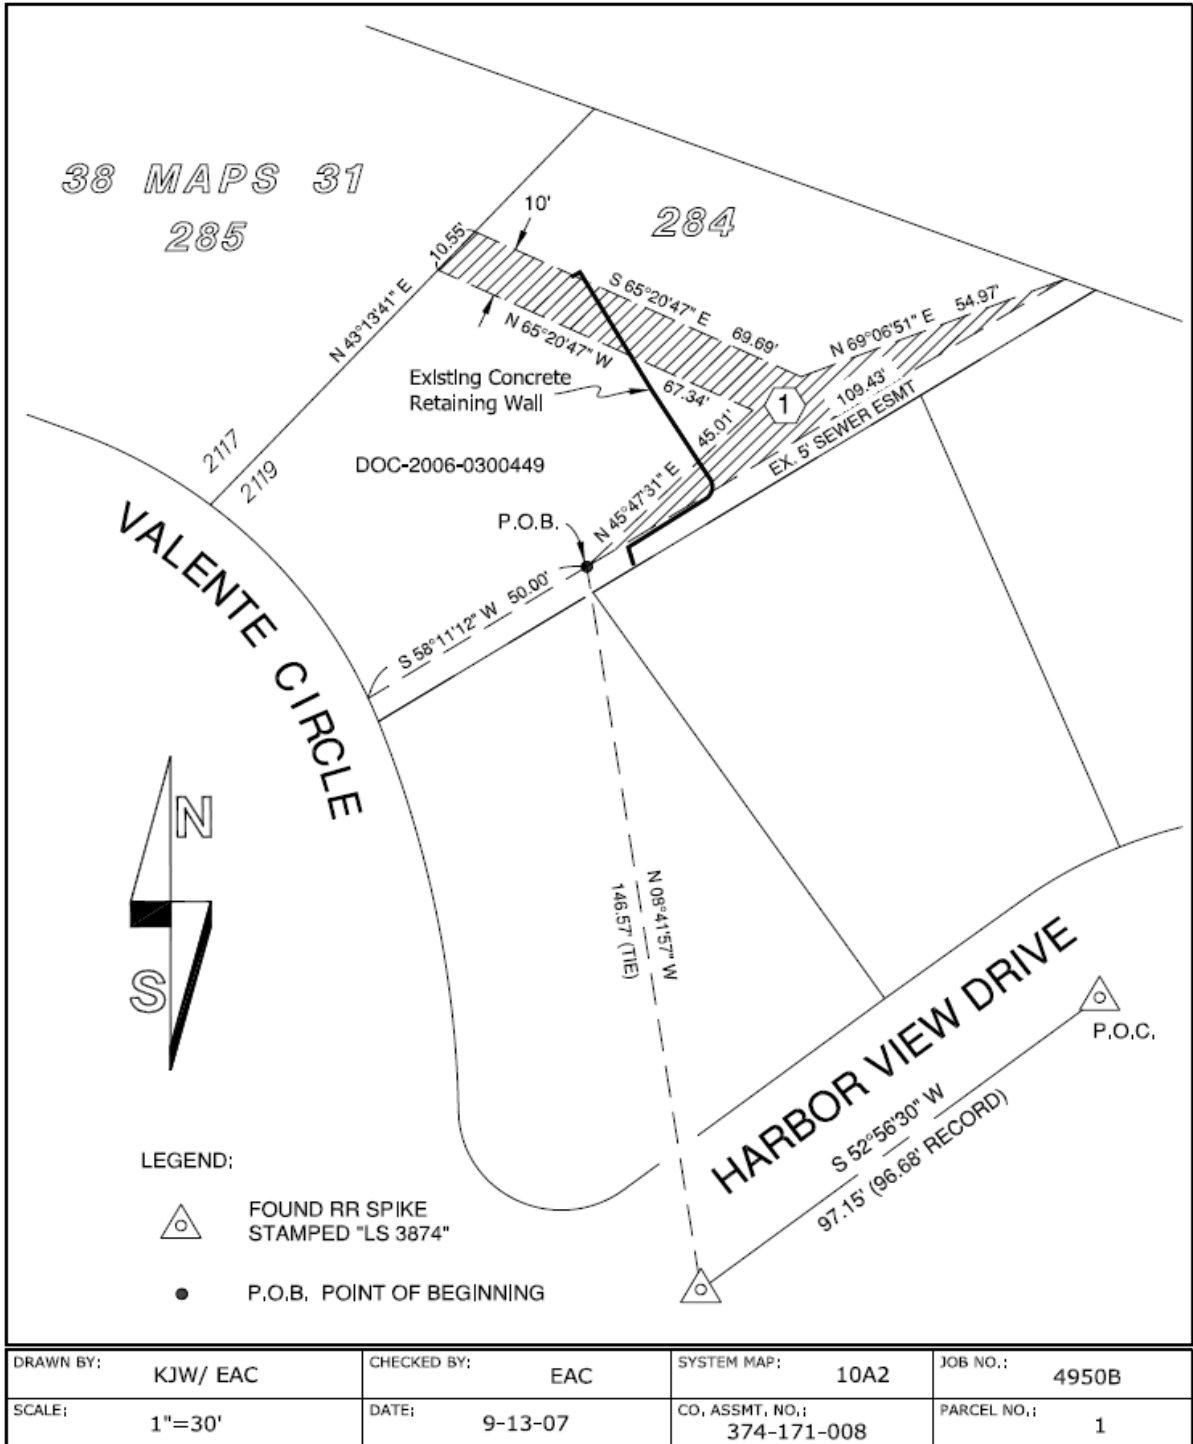 38 MAPS 31
285
284
10'
10.55'
N 43°13'41" E
S 65°20'47" E
69.69'
N 65°20'47" W
67.34'
N 69°06'51" E
54.97'
109.43'
1
EX. 5' SEWER ESMT
Existing Concrete
Retaining Wall
45.01'
N 45°47'31" E
2117
2119
DOC-2006-0300449
P.O.B.
S 58°11'12" W
50.00'
VALENTE CIRCLE
N
S
N 08°41'57" W
146.57' (TIE)
HARBOR VIEW DRIVE
P.O.C.
S 52°56'30" W
97.15' (96.68' RECORD)
LEGEND:
FOUND RR SPIKE
STAMPED "LS 3874"
P.O.B. POINT OF BEGINNING
DRAWN BY: KJW/ EAC
CHECKED BY: EAC
SYSTEM MAP: 10A2
JOB NO.: 4950B
SCALE: 1"=30'
DATE: 9-13-07
CO. ASSMT. NO.: 374-171-008
PARCEL NO.: 1